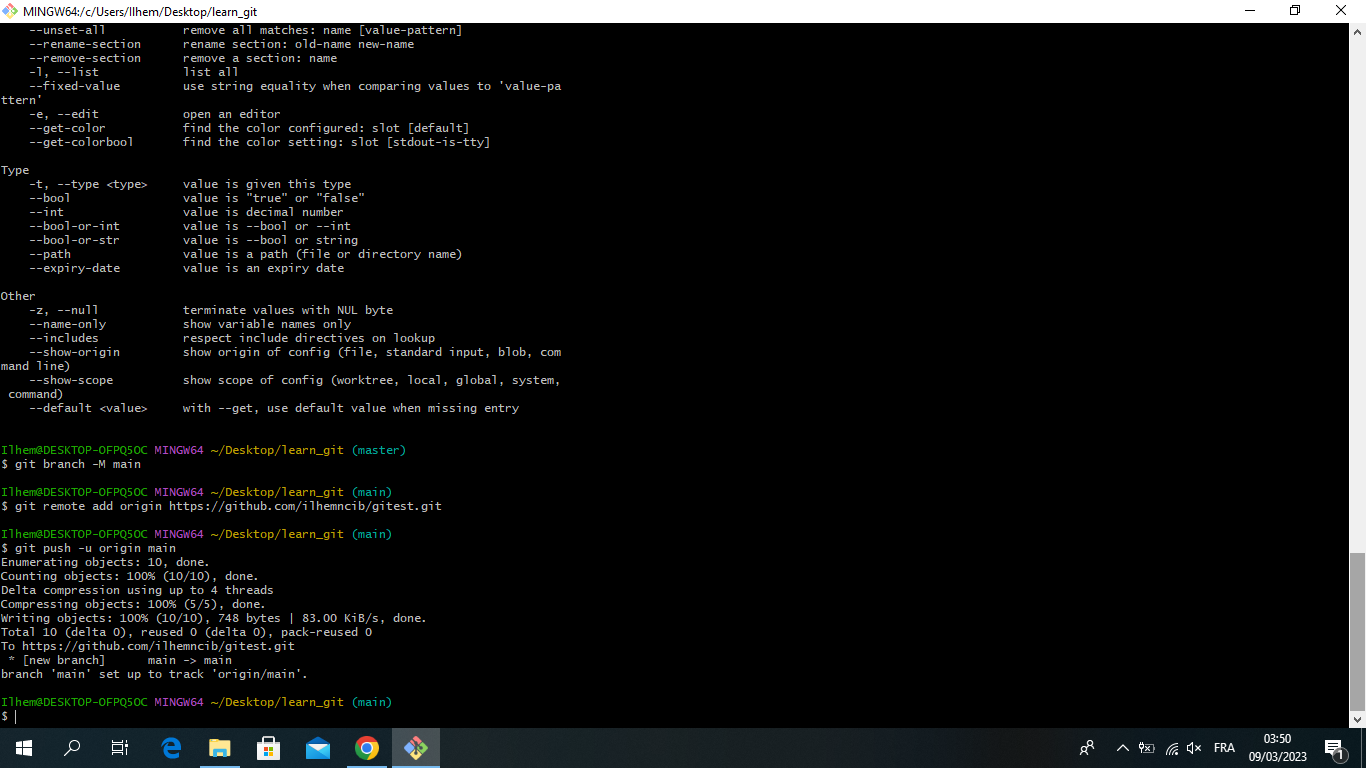 MINGW64:/c/Users/Ilhem/Desktop/learn_git
--unset-all remove all matches: name [value-pattern]
--rename-section rename section: old-name new-name
--remove-section remove a section: name
-l, --list list all
--fixed-value use string equality when comparing values to 'value-pa
ttern'
-e, --edit open an editor
--get-color find the color configured: slot [default]
--get-colorbool find the color setting: slot [stdout-is-tty]
Type
-t, --type <type> value is given this type
--bool value is "true" or "false"
--int value is decimal number
--bool-or-int value is --bool or --int
--bool-or-str value is --bool or string
--path value is a path (file or directory name)
--expiry-date value is an expiry date
Other
-z, --null terminate values with NUL byte
--name-only show variable names only
--includes respect include directives on lookup
--show-origin show origin of config (file, standard input, blob, com
mand line)
--show-scope show scope of config (worktree, local, global, system,
command)
--default <value> with --get, use default value when missing entry
Ilhem@DESKTOP-OFPQ5OC MINGW64 ~/Desktop/learn_git (master)
$ git branch -M main
Ilhem@DESKTOP-OFPQ5OC MINGW64 ~/Desktop/learn_git (main)
$ git remote add origin https://github.com/ilhemncib/gitest.git
Ilhem@DESKTOP-OFPQ5OC MINGW64 ~/Desktop/learn_git (main)
$ git push -u origin main
Enumerating objects: 10, done.
Counting objects: 100% (10/10), done.
Delta compression using up to 4 threads
Compressing objects: 100% (5/5), done.
Writing objects: 100% (10/10), 748 bytes | 83.00 KiB/s, done.
Total 10 (delta 0), reused 0 (delta 0), pack-reused 0
To https://github.com/ilhemncib/gitest.git
* [new branch] main -> main
branch 'main' set up to track 'origin/main'.
Ilhem@DESKTOP-OFPQ5OC MINGW64 ~/Desktop/learn_git (main)
$
FRA
03:50
09/03/2023
1